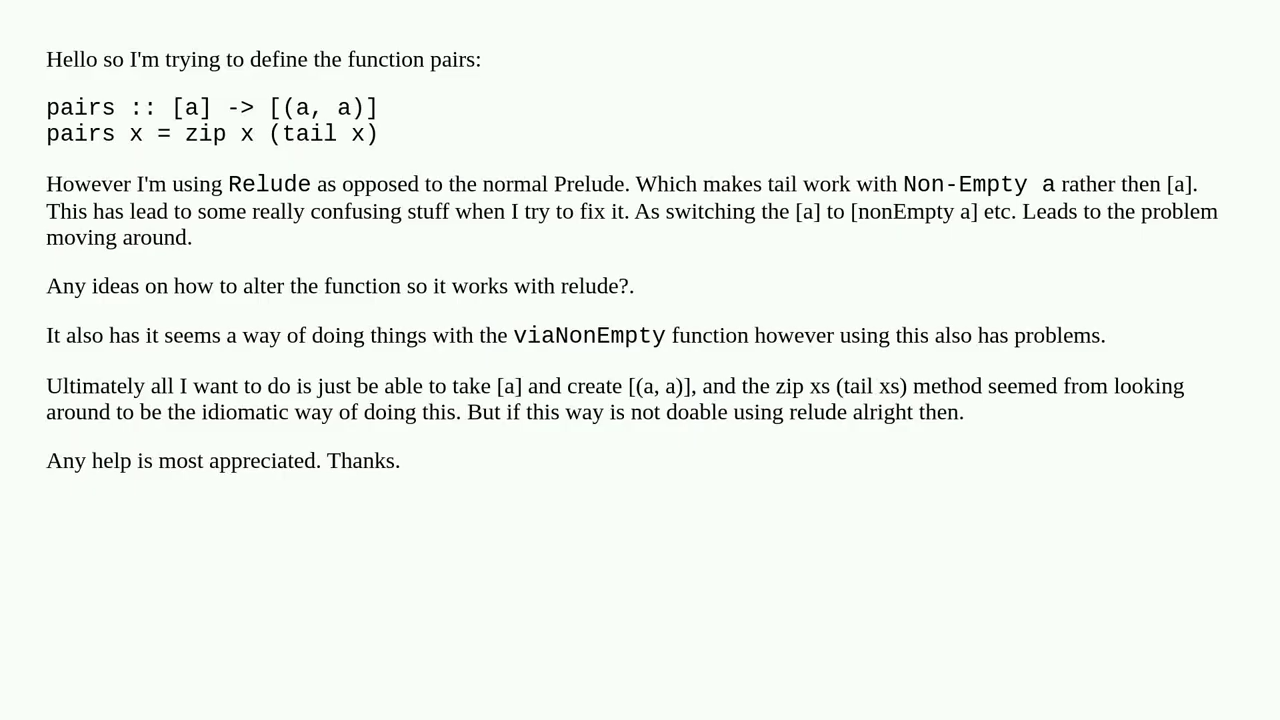 Hello so I'm trying to define the function pairs:
pairs :: [a] -> [(a, a)]
pairs x = zip x (tail x)
However I'm using Relude as opposed to the normal Prelude. Which makes tail work with Non-Empty a rather then [a].
This has lead to some really confusing stuff when I try to fix it. As switching the [a] to [nonEmpty a] etc. Leads to the problem
moving around.
Any ideas on how to alter the function so it works with relude?.
It also has it seems a way of doing things with the viaNonEmpty function however using this also has problems.
Ultimately all I want to do is just be able to take [a] and create [(a, a)], and the zip xs (tail xs) method seemed from looking
around to be the idiomatic way of doing this. But if this way is not doable using relude alright then.
Any help is most appreciated. Thanks.